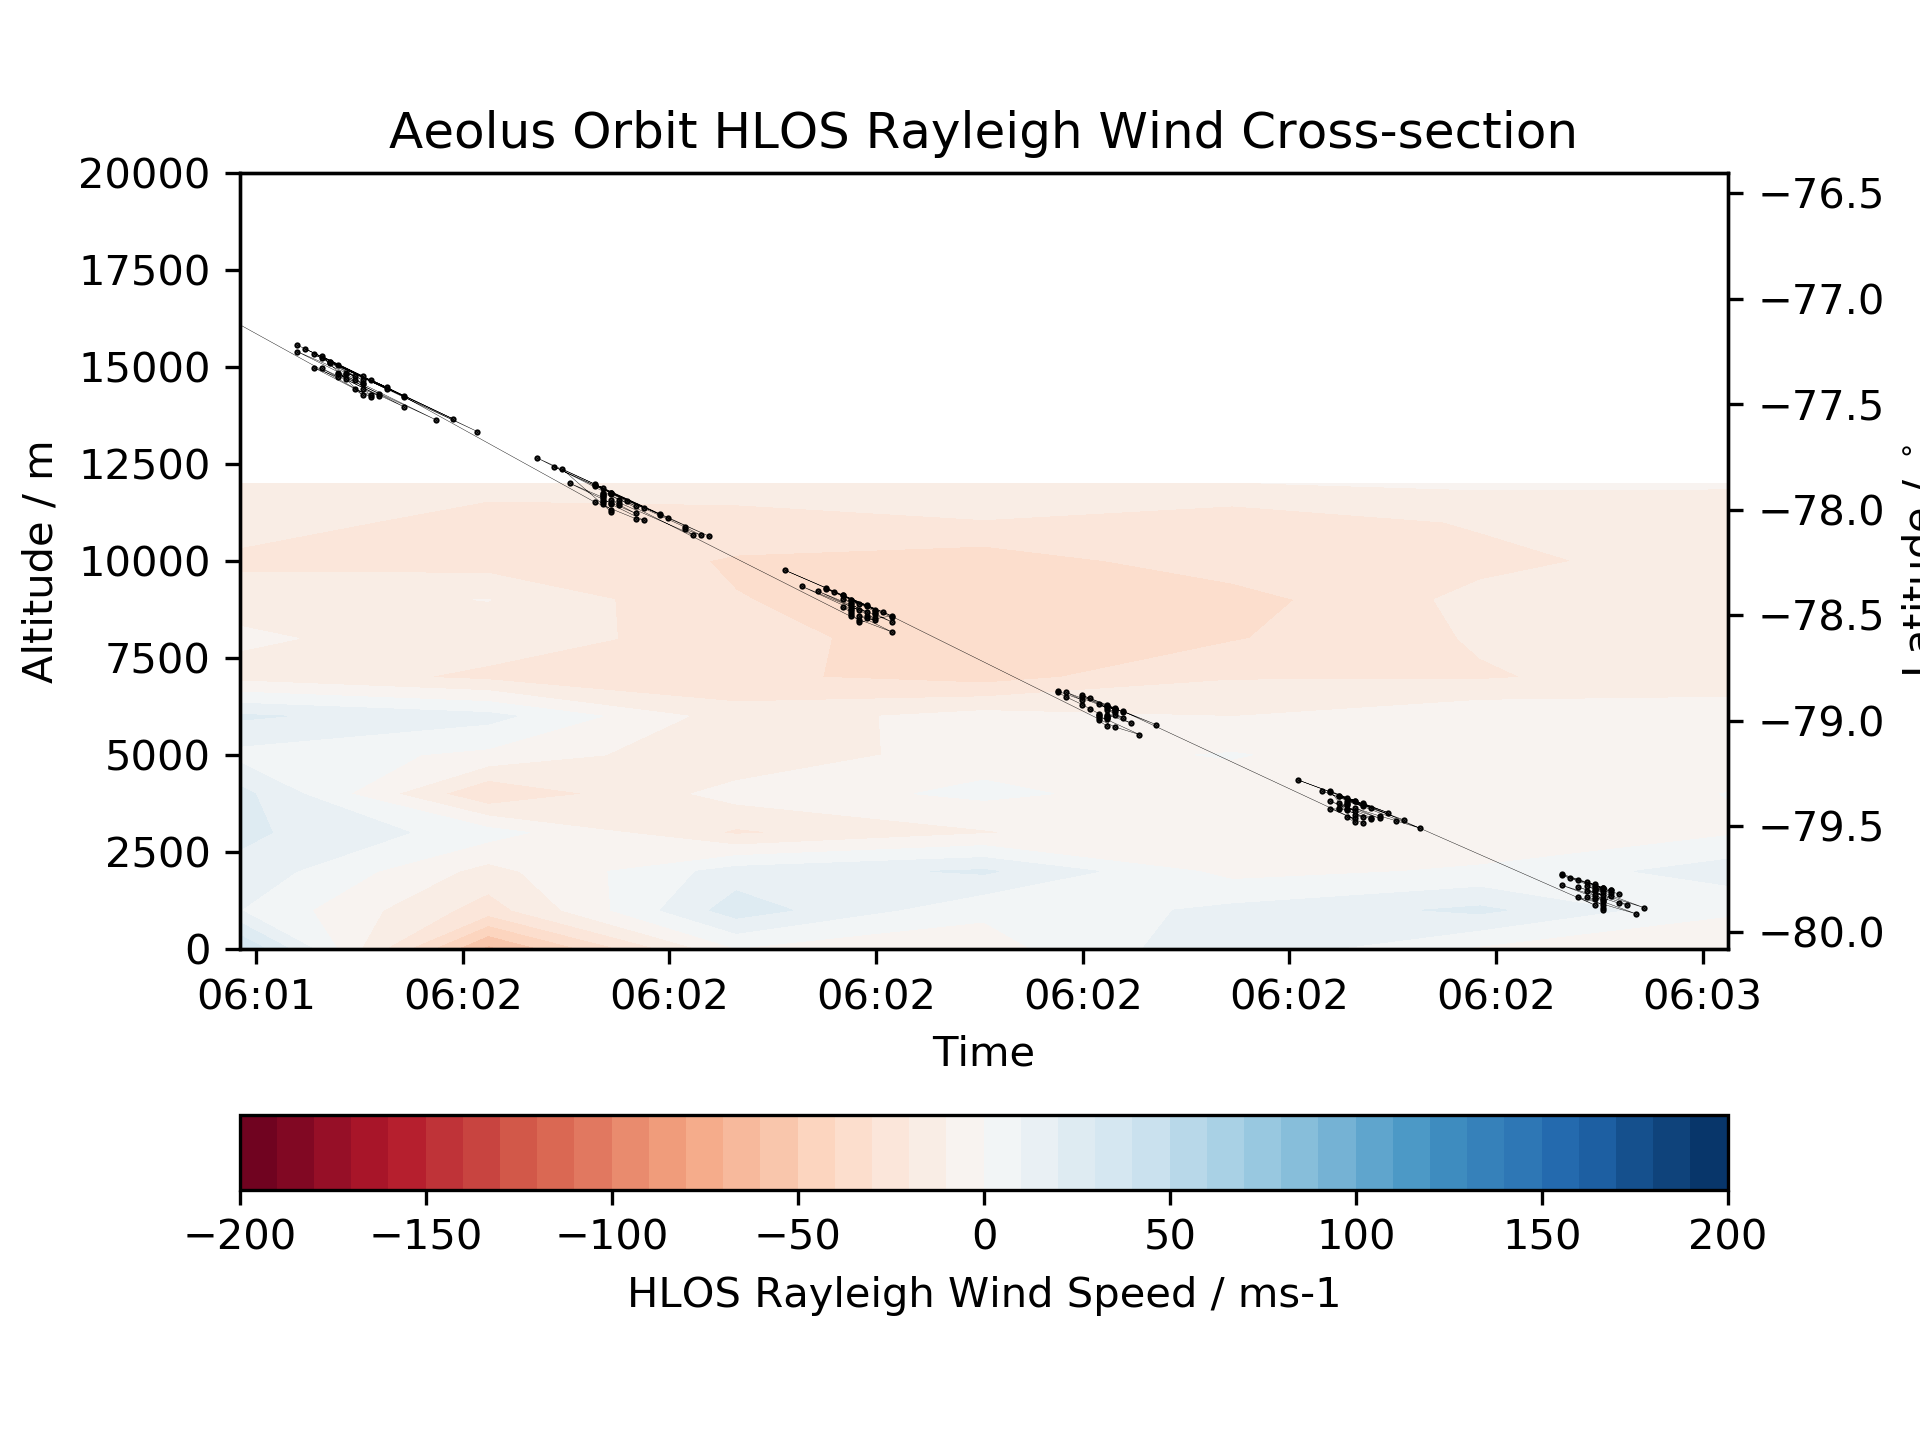 Aeolus Orbit HLOS Rayleigh Wind Cross-section
20000
17500
15000
12500
10000
7500
5000
2500
0
Altitude / m
−76.5
−77.0
−77.5
−78.0
−78.5
−79.0
−79.5
−80.0
Latitude / °
06:01 06:02 06:02 06:02 06:02 06:02 06:02 06:03
Time
−200 −150 −100 −50 0 50 100 150 200
HLOS Rayleigh Wind Speed / ms-1